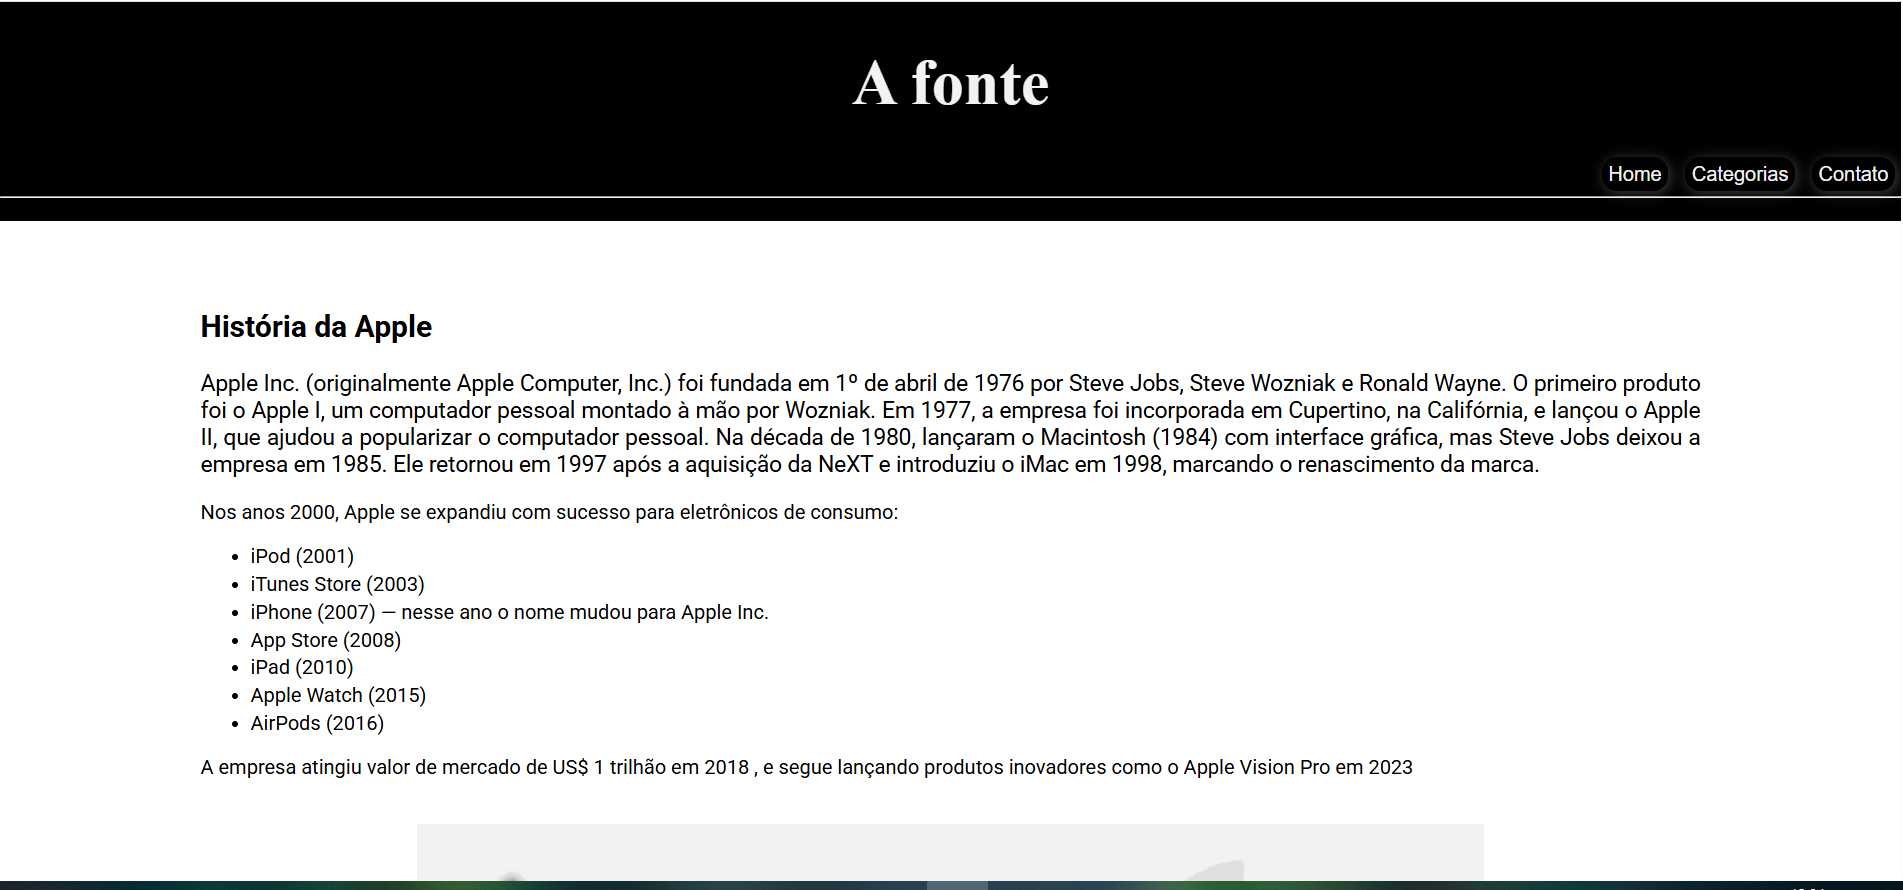 A fonte
Home Categorias Contato
História da Apple
Apple Inc. (originalmente Apple Computer, Inc.) foi fundada em 1º de abril de 1976 por Steve Jobs, Steve Wozniak e Ronald Wayne. O primeiro produto
foi o Apple I, um computador pessoal montado à mão por Wozniak. Em 1977, a empresa foi incorporada em Cupertino, na Califórnia, e lançou o Apple
II, que ajudou a popularizar o computador pessoal. Na década de 1980, lançaram o Macintosh (1984) com interface gráfica, mas Steve Jobs deixou a
empresa em 1985. Ele retornou em 1997 após a aquisição da NeXT e introduziu o iMac em 1998, marcando o renascimento da marca.
Nos anos 2000, Apple se expandiu com sucesso para eletrônicos de consumo:
• iPod (2001)
• iTunes Store (2003)
• iPhone (2007) — nesse ano o nome mudou para Apple Inc.
• App Store (2008)
• iPad (2010)
• Apple Watch (2015)
• AirPods (2016)
A empresa atingiu valor de mercado de US$ 1 trilhão em 2018 , e segue lançando produtos inovadores como o Apple Vision Pro em 2023